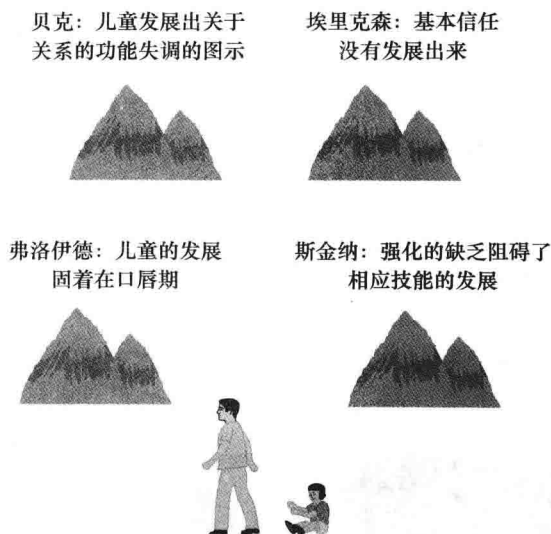 贝克：儿童发展出关于
关系的功能失调的图示
埃里克森：基本信任
没有发展出来
弗洛伊德：儿童的发展
固着在口唇期
斯金纳：强化的缺乏阻碍了
相应技能的发展